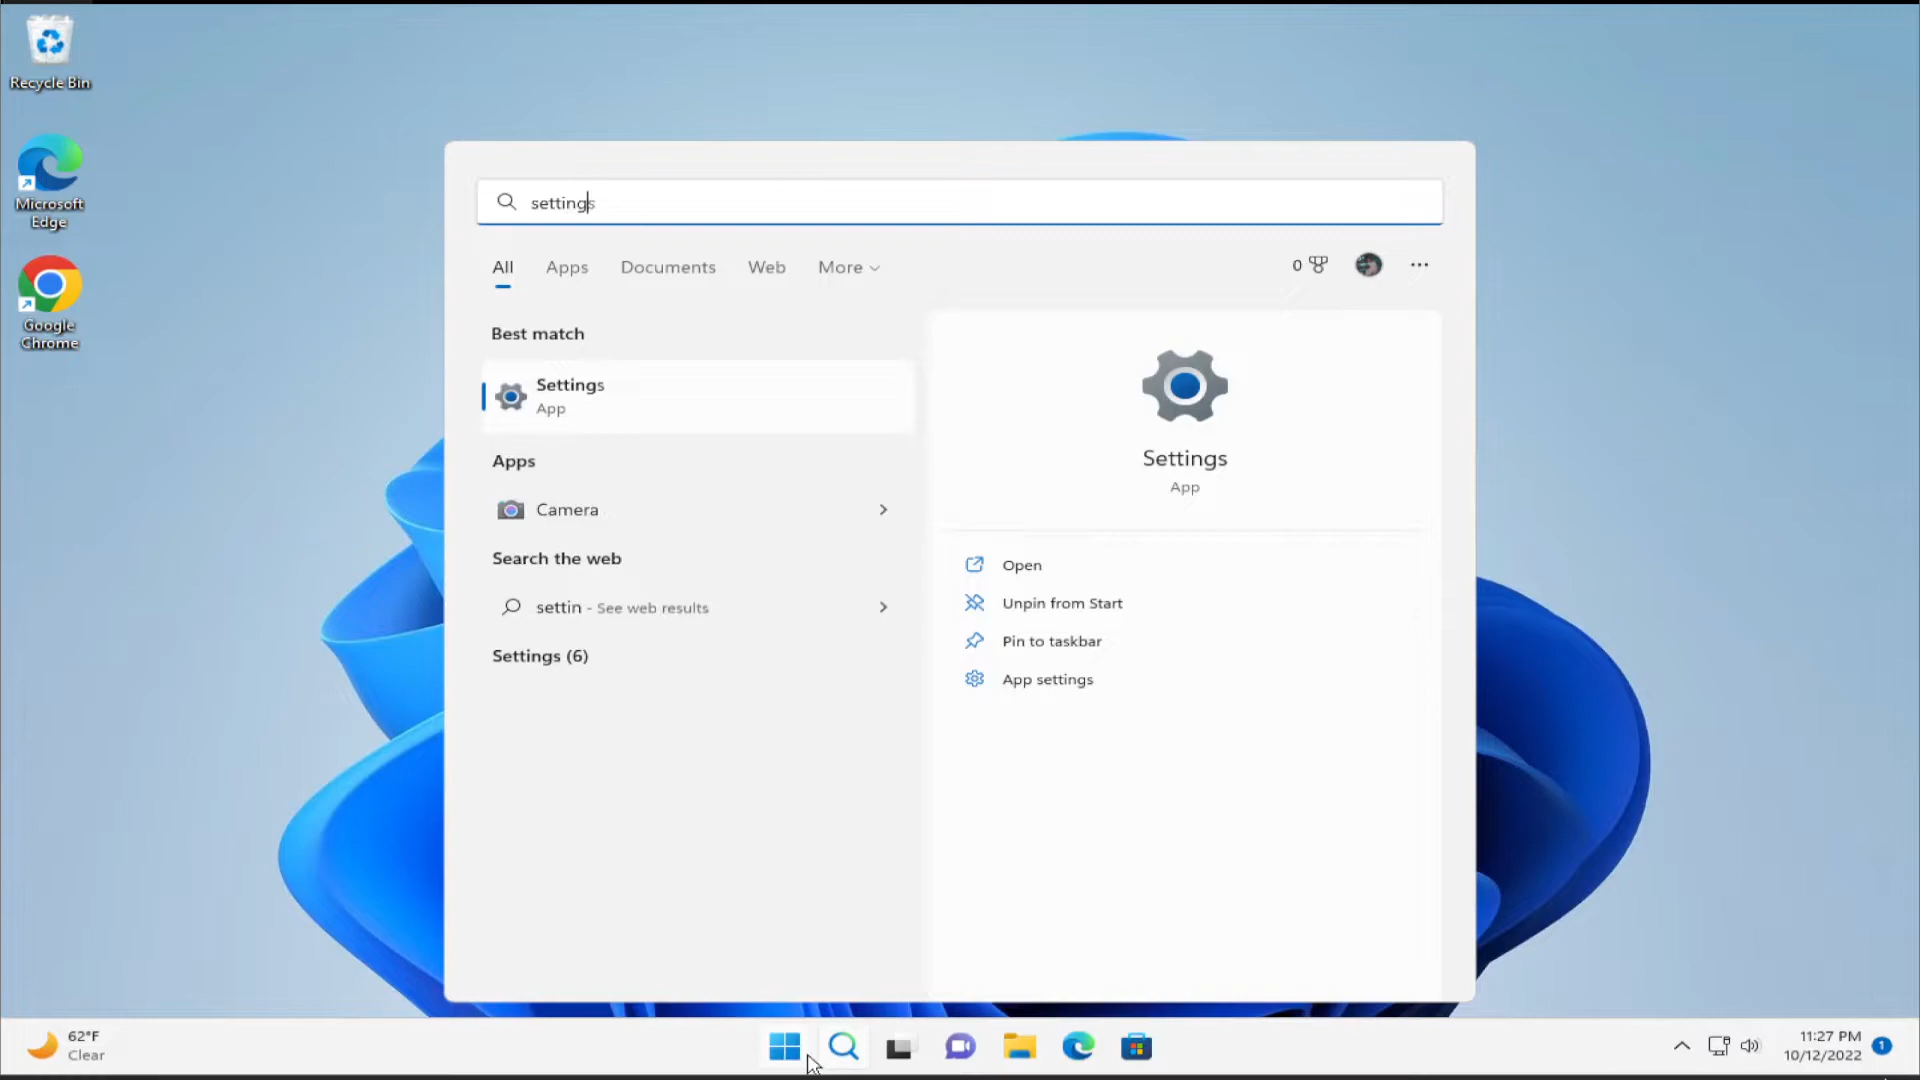 Recycle Bin
Microsoft
Edge
Google
Chrome
settings
All
Apps
Documents
Web
More
0
Best match
Settings
App
Apps
Camera
Search the web
settin - See web results
Settings (6)
Settings
App
Open
Unpin from Start
Pin to taskbar
App settings
62°F
Clear
11:27 PM
10/12/2022
1